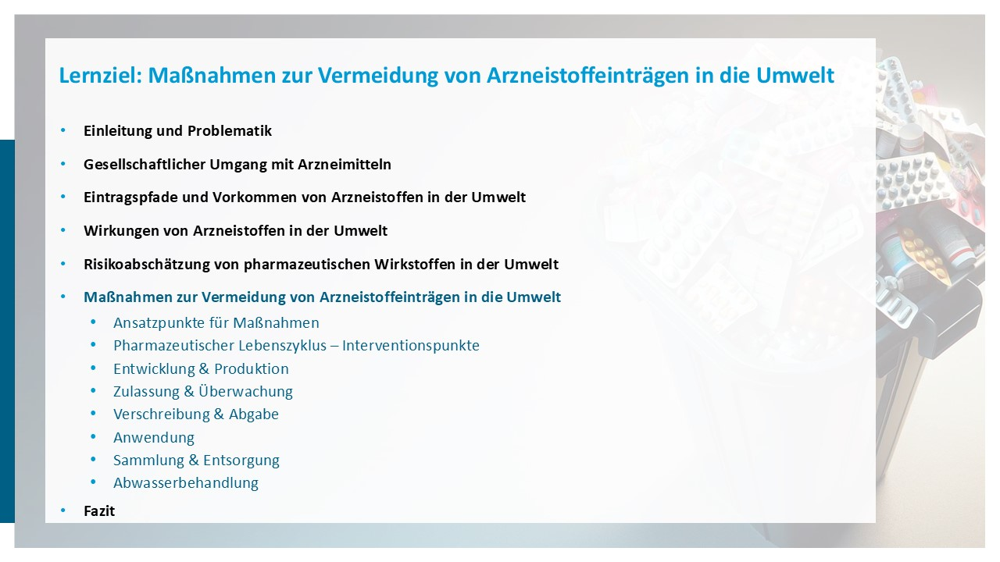 Lernziel: Maßnahmen zur Vermeidung von Arzneistoffeinträgen in die Umwelt
• Einleitung und Problematik
• Gesellschaftlicher Umgang mit Arzneimitteln
• Eintragspfade und Vorkommen von Arzneistoffen in der Umwelt
• Wirkungen von Arzneistoffen in der Umwelt
• Risikoabschätzung von pharmazeutischen Wirkstoffen in der Umwelt
• Maßnahmen zur Vermeidung von Arzneistoffeinträgen in die Umwelt
• Ansatzpunkte für Maßnahmen
• Pharmazeutischer Lebenszyklus – Interventionspunkte
• Entwicklung & Produktion
• Zulassung & Überwachung
• Verschreibung & Abgabe
• Anwendung
• Sammlung & Entsorgung
• Abwasserbehandlung
• Fazit